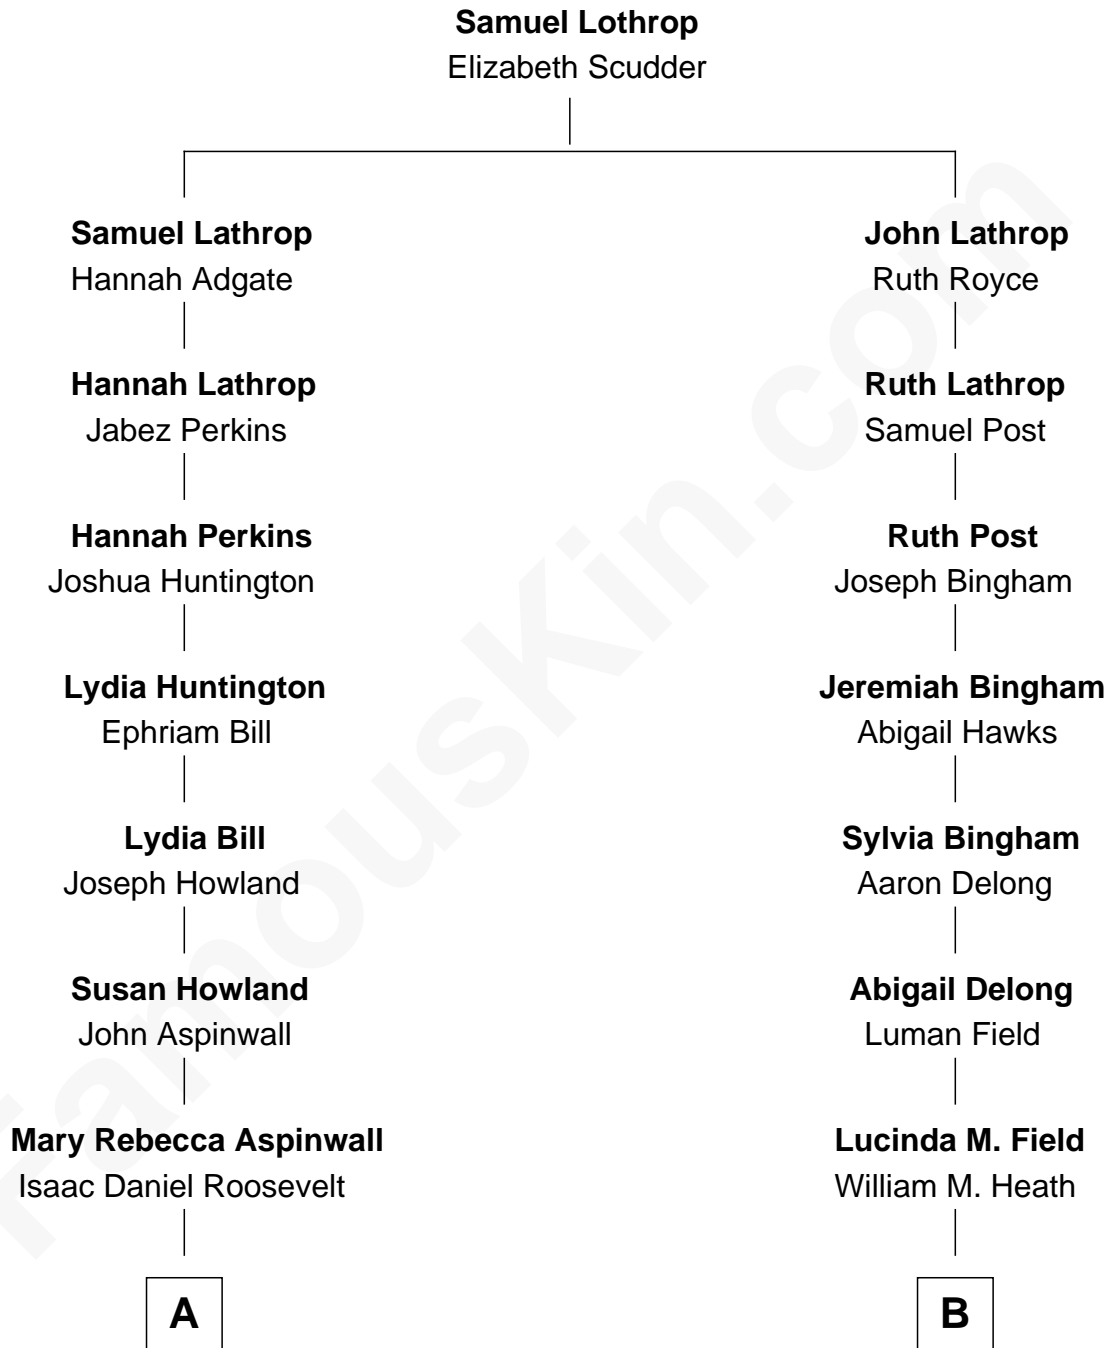 Samuel Lothrop
Elizabeth Scudder
Samuel Lathrop
Hannah Adgate
John Lathrop
Ruth Royce
Hannah Lathrop
Jabez Perkins
Ruth Lathrop
Samuel Post
Hannah Perkins
Joshua Huntington
Ruth Post
Joseph Bingham
Lydia Huntington
Ephriam Bill
Jeremiah Bingham
Abigail Hawks
Lydia Bill
Joseph Howland
Sylvia Bingham
Aaron Delong
Susan Howland
John Aspinwall
Abigail Delong
Luman Field
Mary Rebecca Aspinwall
Isaac Daniel Roosevelt
Lucinda M. Field
William M. Heath
A
B
FamousKin.com